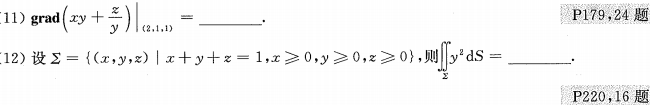 11) grad(xy + z/y)|(2,1,1) = ________.
P179,24 题
12) 设 Σ = {(x,y,z) | x + y + z = 1, x ⩾ 0, y ⩾ 0, z ⩾ 0}, 则∬_Σ y² dS = ________.
P220,16 题